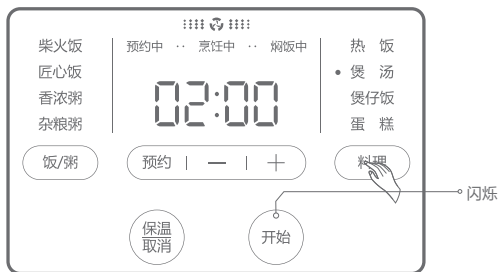 柴火饭
匠心饭
香浓粥
杂粮粥
预约中 ·· 烹饪中 ·· 焖饭中
02:00
热 饭
• 煲 汤
煲仔饭
蛋 糕
饭/粥
预约 | — | +
料理
闪烁
保温
取消
开始